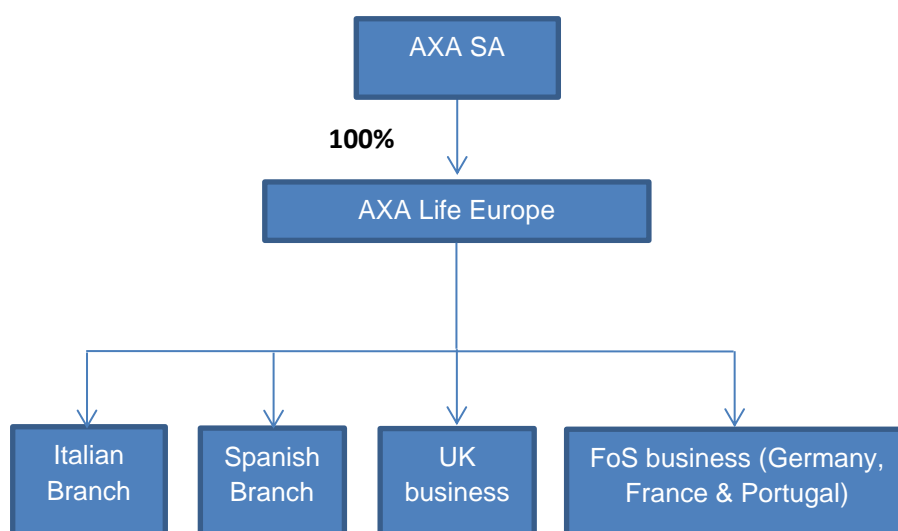 AXA SA
100%
AXA Life Europe
Italian
Branch
Spanish
Branch
UK
business
FoS business (Germany,
France & Portugal)